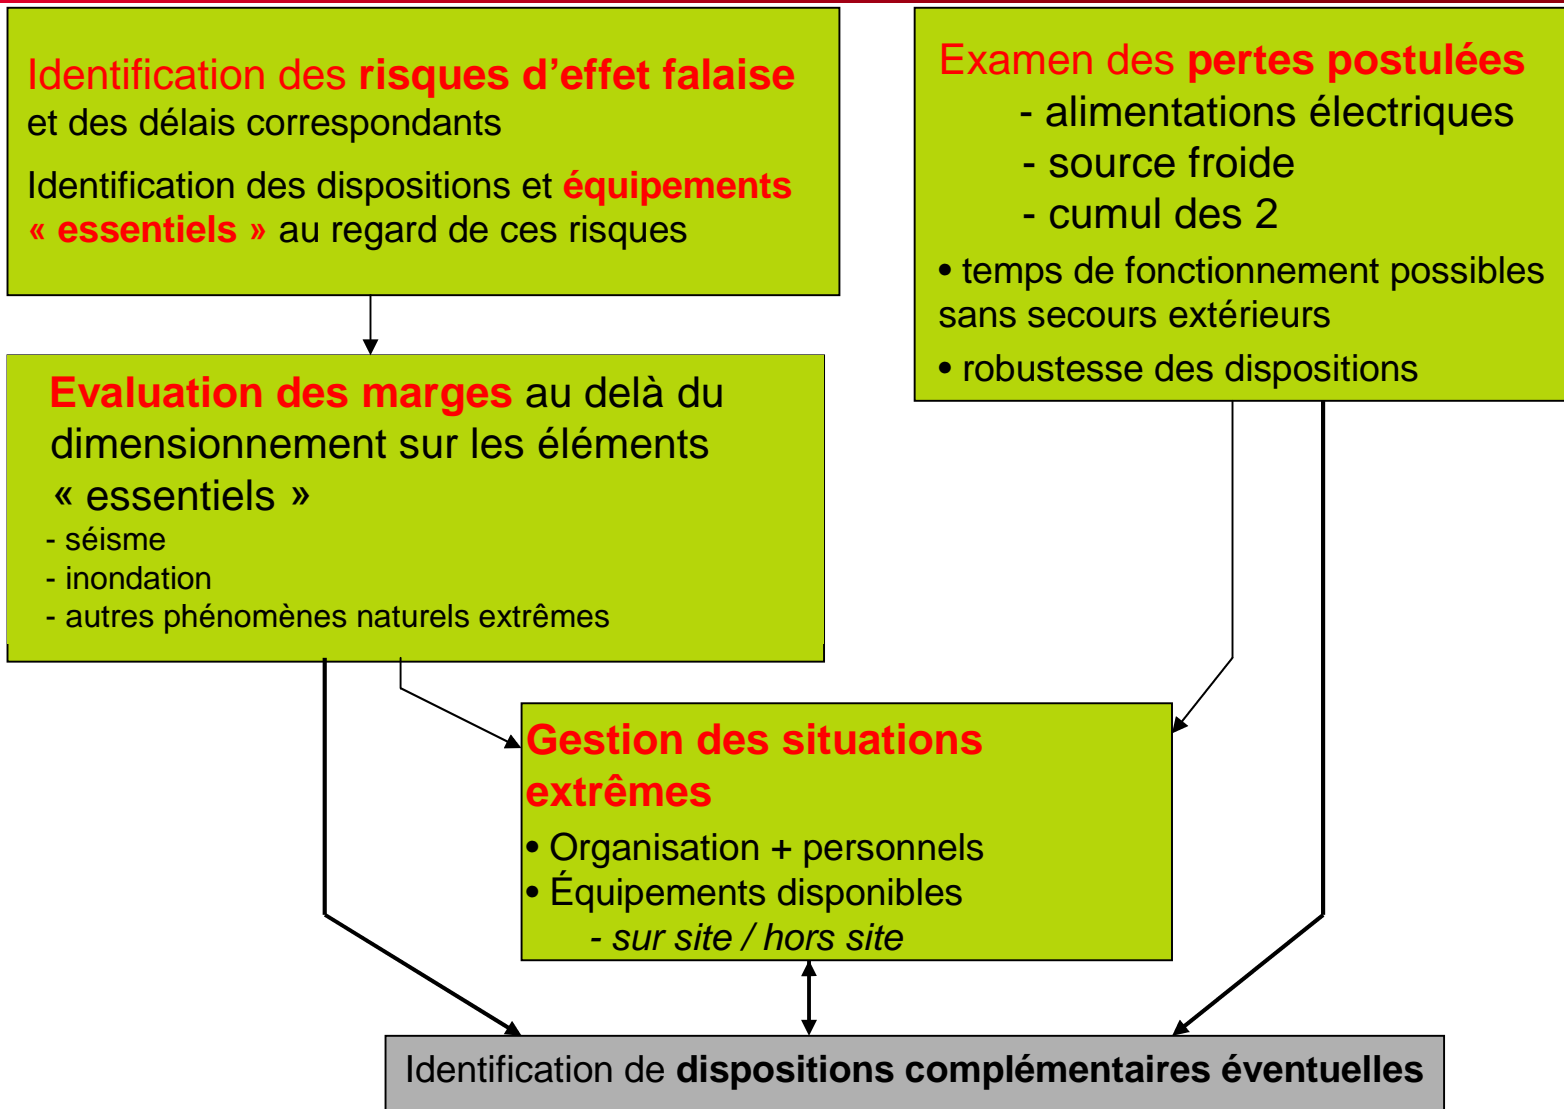 Identification des risques d’effet falaise
et des délais correspondants
Identification des dispositions et équipements
« essentiels » au regard de ces risques
Examen des pertes postulées
- alimentations électriques
- source froide
- cumul des 2
• temps de fonctionnement possibles
sans secours extérieurs
• robustesse des dispositions
Evaluation des marges au delà du
dimensionnement sur les éléments
« essentiels »
- séisme
- inondation
- autres phénomènes naturels extrêmes
Gestion des situations
extrêmes
• Organisation + personnels
• Équipements disponibles
- sur site / hors site
Identification de dispositions complémentaires éventuelles